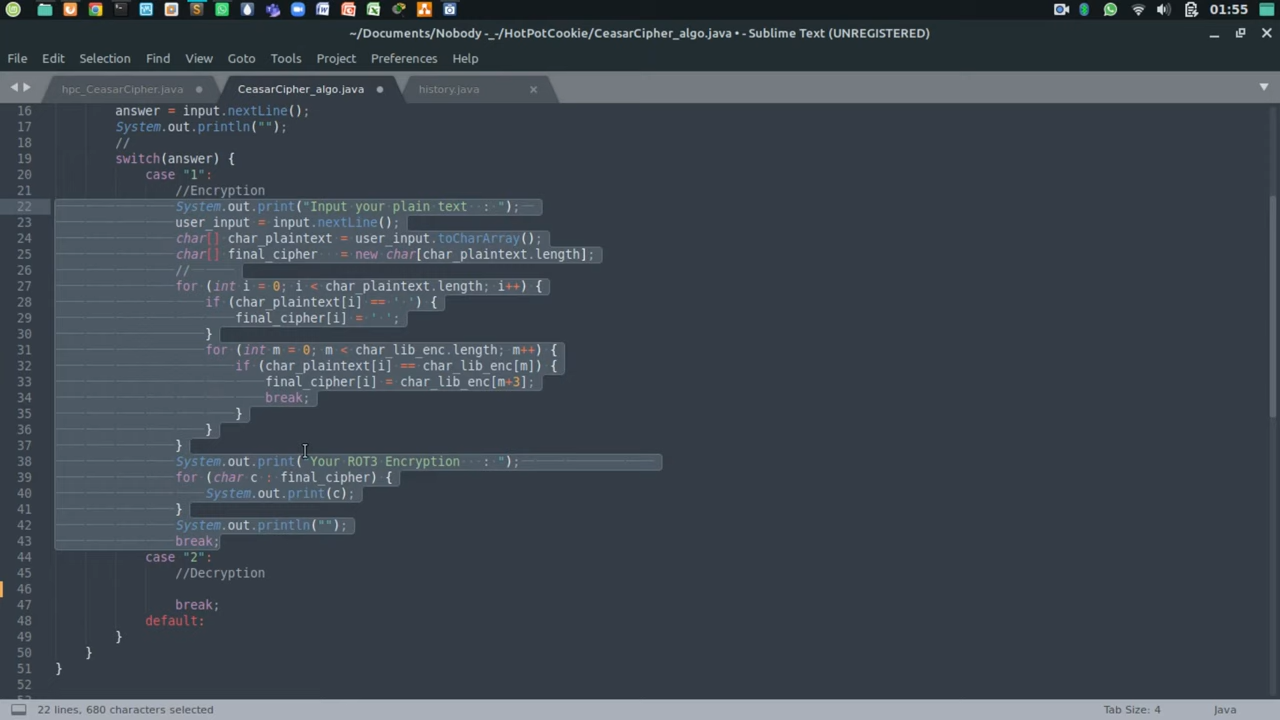 01:55
~/Documents/Nobody -_-/HotPotCookie/CeasarCipher_algo.java • - Sublime Text (UNREGISTERED)
File Edit Selection Find View Goto Tools Project Preferences Help
hpc_CeasarCipher.java CeasarCipher_algo.java history.java
16 answer = input.nextLine();
17 System.out.println("");
18 //
19 switch(answer) {
20 case "1":
21 //Encryption
22 System.out.print("Input your plain text  : ");
23 user_input = input.nextLine();
24 char[] char_plaintext = user_input.toCharArray();
25 char[] final_cipher   = new char[char_plaintext.length];
26 //
27 for (int i = 0; i < char_plaintext.length; i++) {
28 if (char_plaintext[i] == ' ') {
29 final_cipher[i] = ' ';
30 }
31 for (int m = 0; m < char_lib_enc.length; m++) {
32 if (char_plaintext[i] == char_lib_enc[m]) {
33 final_cipher[i] = char_lib_enc[m+3];
34 break;
35 }
36 }
37 }
38 System.out.print("Your ROT3 Encryption   : ");
39 for (char c : final_cipher) {
40 System.out.print(c);
41 }
42 System.out.println("");
43 break;
44 case "2":
45 //Decryption
46
47 break;
48 default:
49 }
50 }
51 }
52
22 lines, 680 characters selected Tab Size: 4 Java